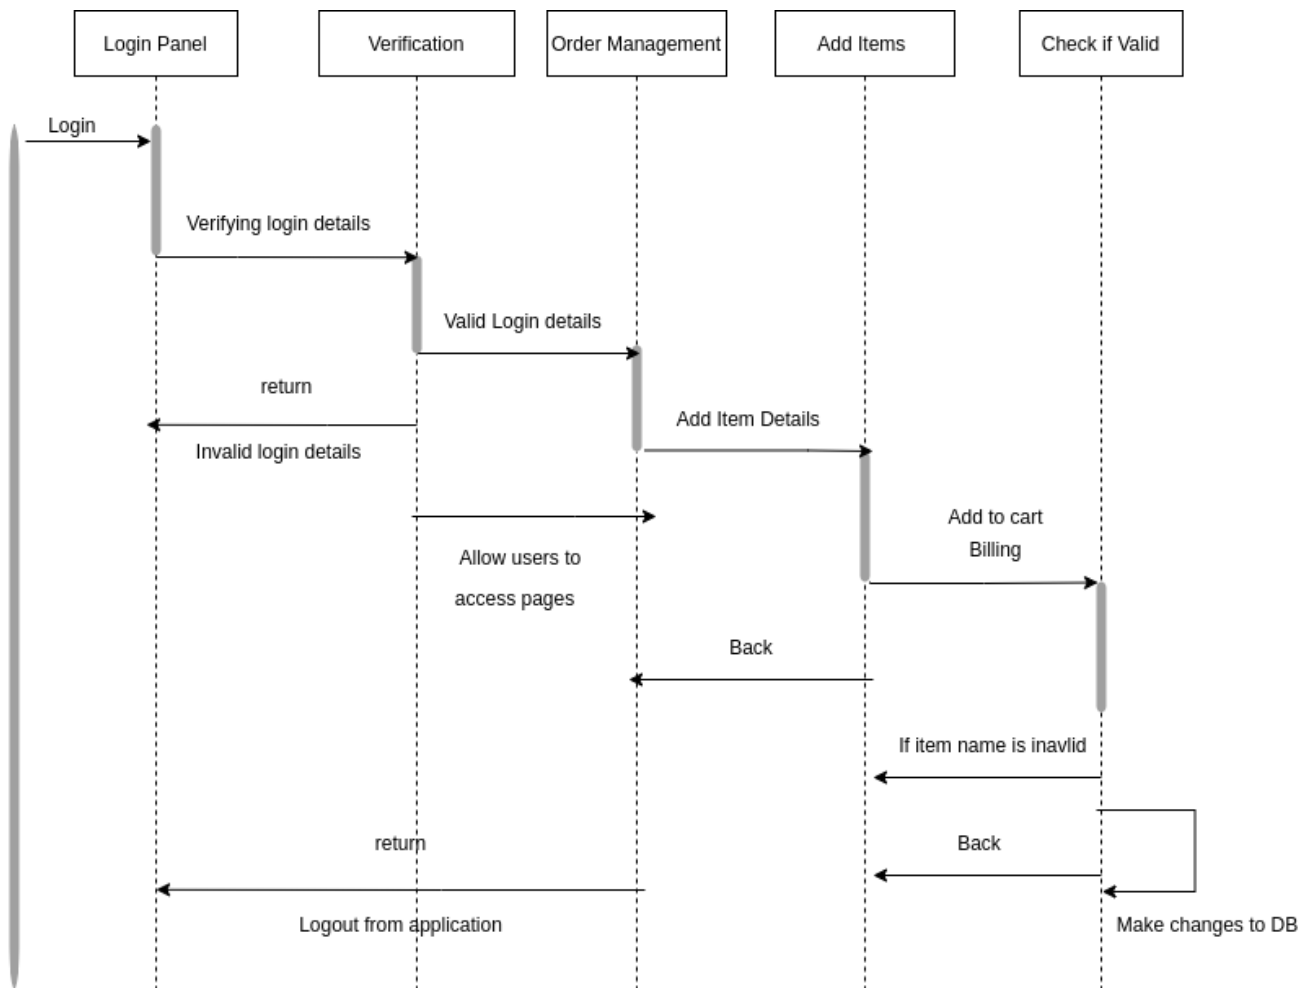 Login Panel
Verification
Order Management
Add Items
Check if Valid
Login
Verifying login details
Valid Login details
return
Invalid login details
Add Item Details
Allow users to
access pages
Add to cart
Billing
Back
If item name is inavlid
return
Back
Logout from application
Make changes to DB